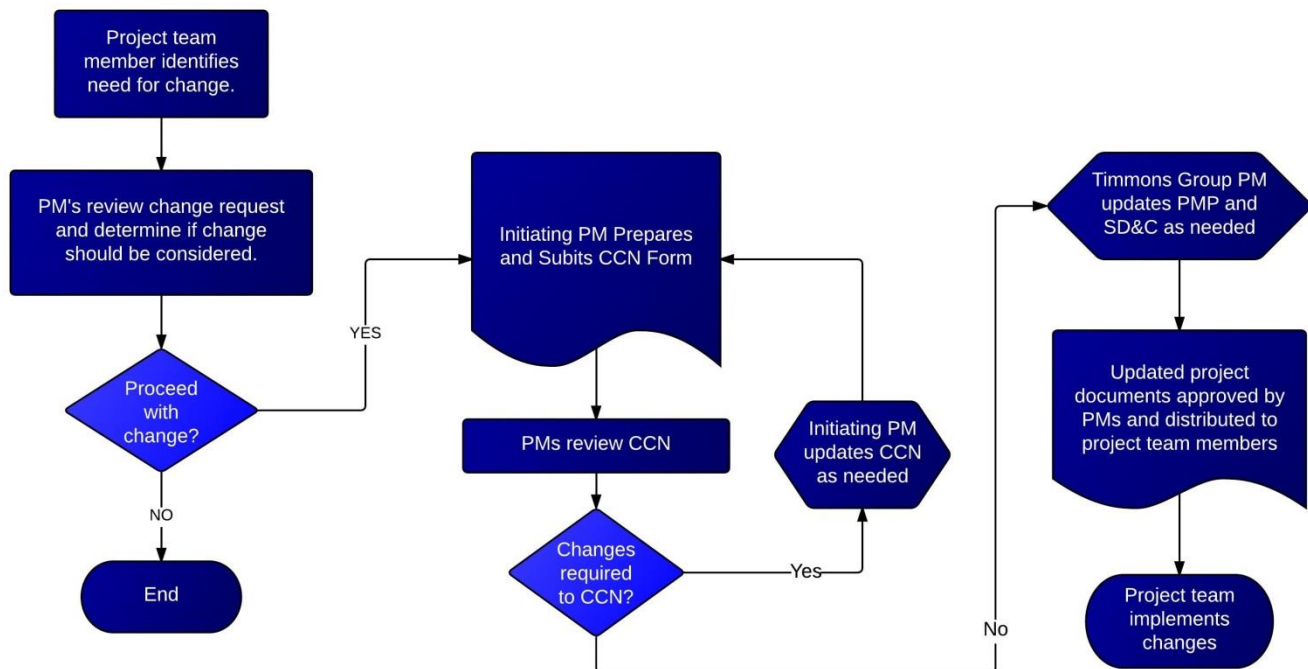 Project team
member identifies
need for change.
PM's review change request
and determine if change
should be considered.
Proceed
with
change?
YES
NO
End
Initiating PM Prepares
and Subits CCN Form
PMs review CCN
Changes
required
to CCN?
Yes
Initiating PM
updates CCN
as needed
No
Timmons Group PM
updates PMP and
SD&C as needed
Updated project
documents approved by
PMs and distributed to
project team members
Project team
implements
changes